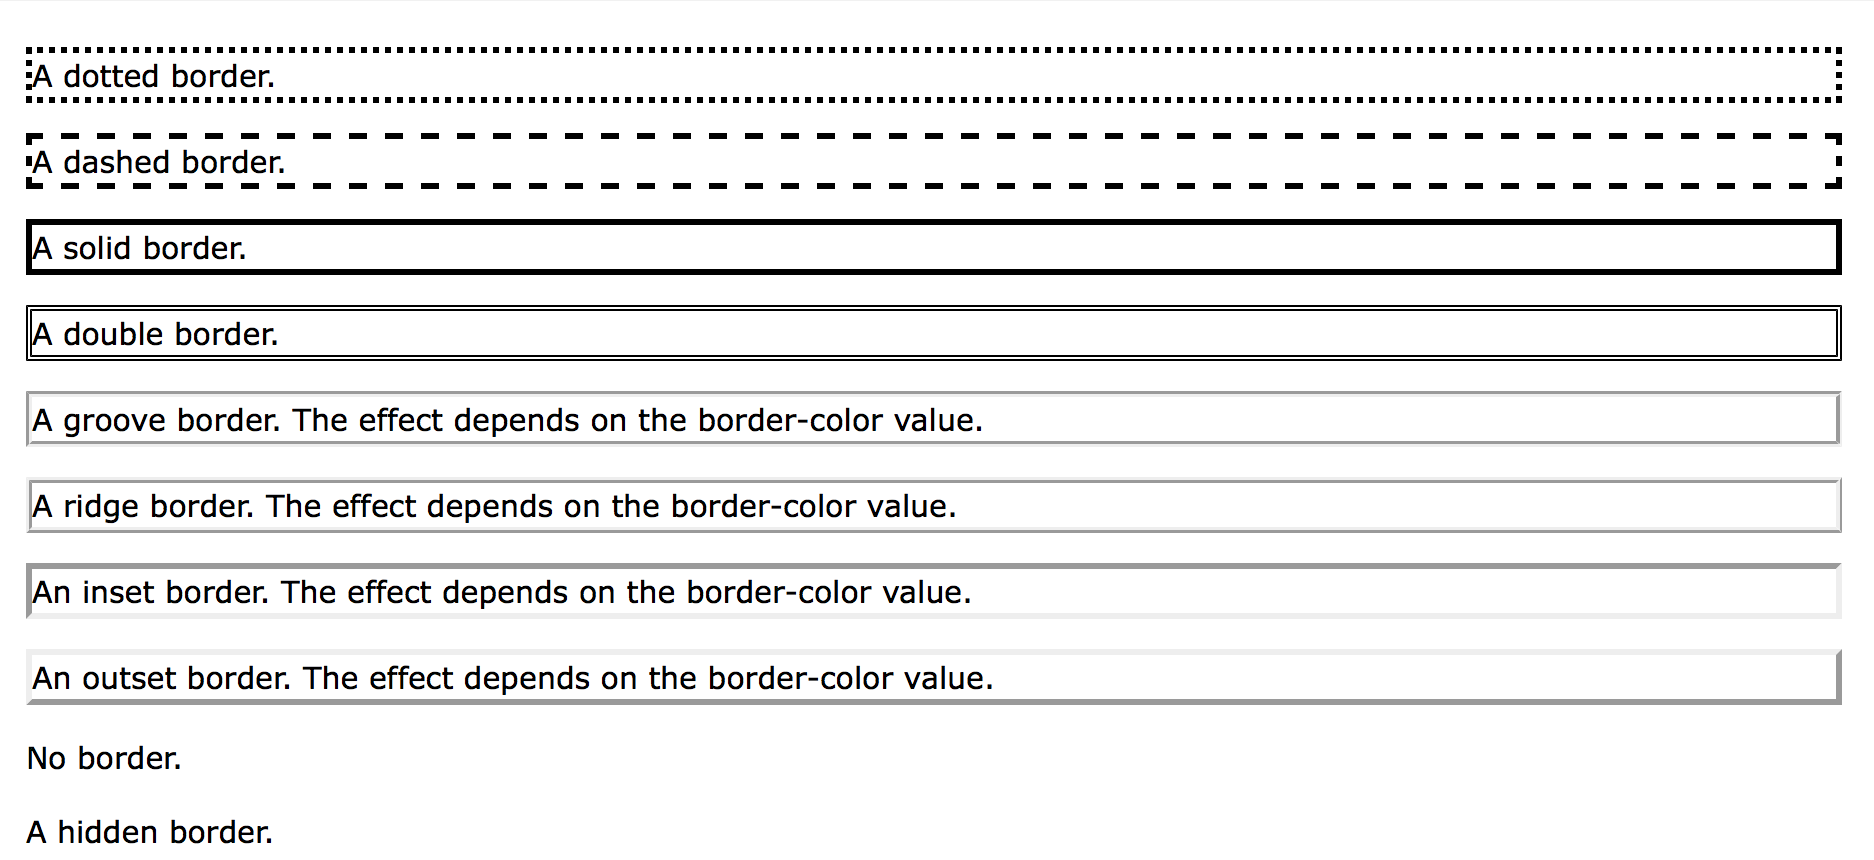 A dotted border.
A dashed border.
A solid border.
A double border.
A groove border. The effect depends on the border-color value.
A ridge border. The effect depends on the border-color value.
An inset border. The effect depends on the border-color value.
An outset border. The effect depends on the border-color value.
No border.
A hidden border.